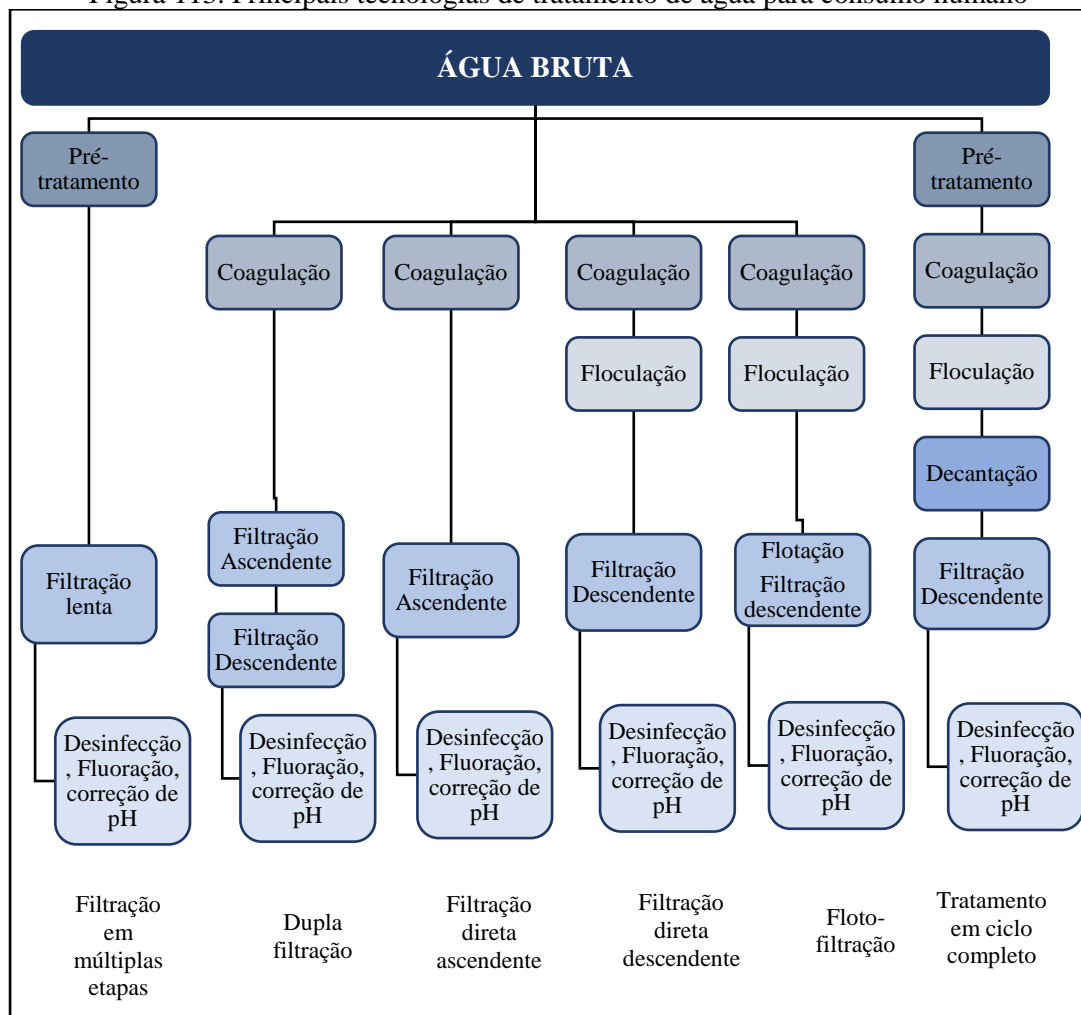 Figura 113: Principais tecnologias de tratamento de água para consumo humano
ÁGUA BRUTA
Pré-
tratamento
Pré-
tratamento
Coagulação
Coagulação
Coagulação
Coagulação
Coagulação
Floculação
Floculação
Floculação
Decantação
Filtração
lenta
Filtração
Ascendente
Filtração
Descendente
Filtração
Ascendente
Filtração
Descendente
Flotação
Filtração
descendente
Filtração
Descendente
Desinfecção
, Fluoração,
correção de
pH
Desinfecção
, Fluoração,
correção de
pH
Desinfecção
, Fluoração,
correção de
pH
Desinfecção
, Fluoração,
correção de
pH
Desinfecção
, Fluoração,
correção de
pH
Desinfecção
, Fluoração,
correção de
pH
Filtração
em
múltiplas
etapas
Dupla
filtração
Filtração
direta
ascendente
Filtração
direta
descendente
Floto-
filtração
Tratamento
em ciclo
completo